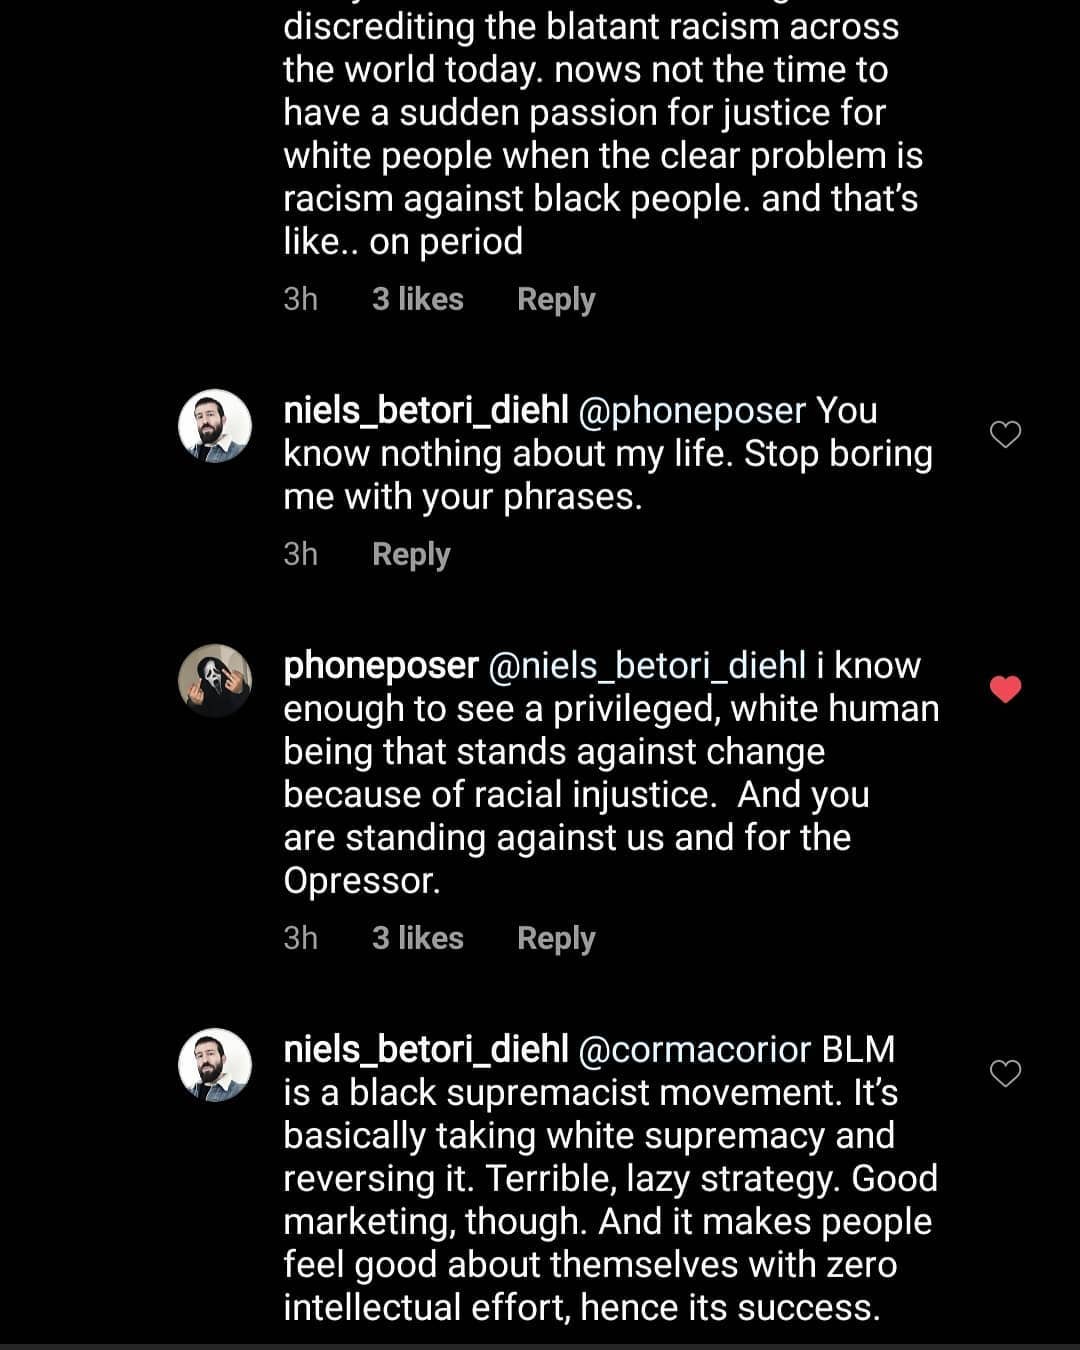 discrediting the blatant racism across
the world today. nows not the time to
have a sudden passion for justice for
white people when the clear problem is
racism against black people. and that's
like.. on period
3h 3 likes Reply
niels_betori_diehl @phoneposer You
know nothing about my life. Stop boring
me with your phrases.
3h Reply
phoneposer @niels_betori_diehl i know
enough to see a privileged, white human
being that stands against change
because of racial injustice.  And you
are standing against us and for the
Opressor.
3h 3 likes Reply
niels_betori_diehl @cormacorior BLM
is a black supremacist movement. It's
basically taking white supremacy and
reversing it. Terrible, lazy strategy. Good
marketing, though. And it makes people
feel good about themselves with zero
intellectual effort, hence its success.